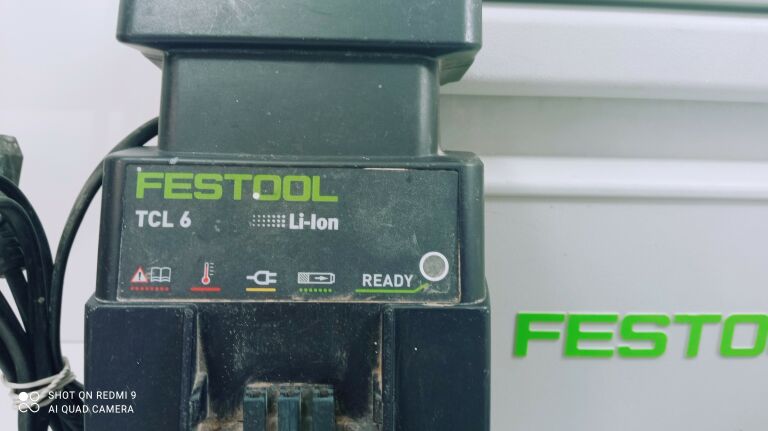 FESTOOL
TCL 6 Li-Ion
READY
FESTO
SHOT ON REDMI 9
AI QUAD CAMERA